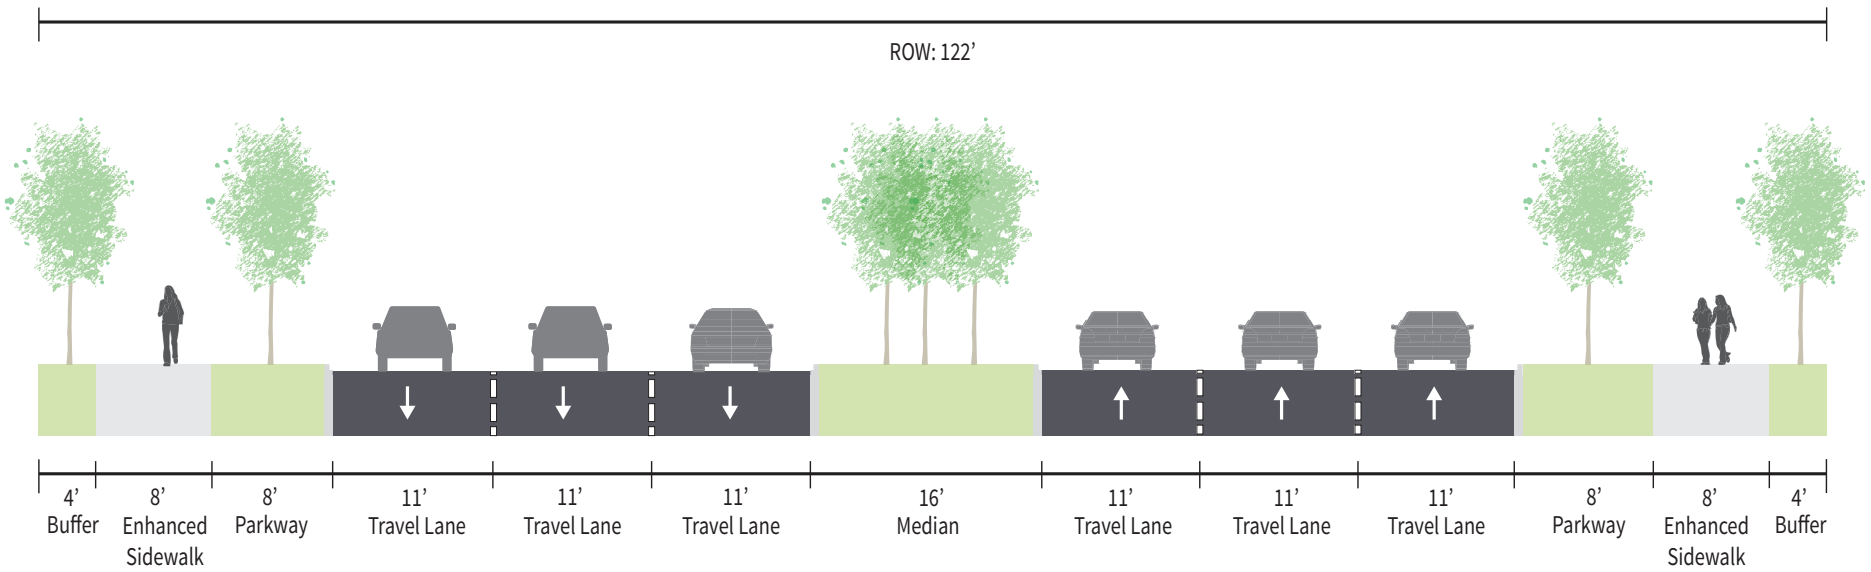 ROW: 122’
4’ 8’ 8’ 11’ 11’ 11’ 16’ 11’ 11’ 11’ 8’ 8’ 4’
Buffer Enhanced Parkway Travel Lane Travel Lane Travel Lane Median Travel Lane Travel Lane Travel Lane Parkway Enhanced Buffer
Sidewalk Sidewalk